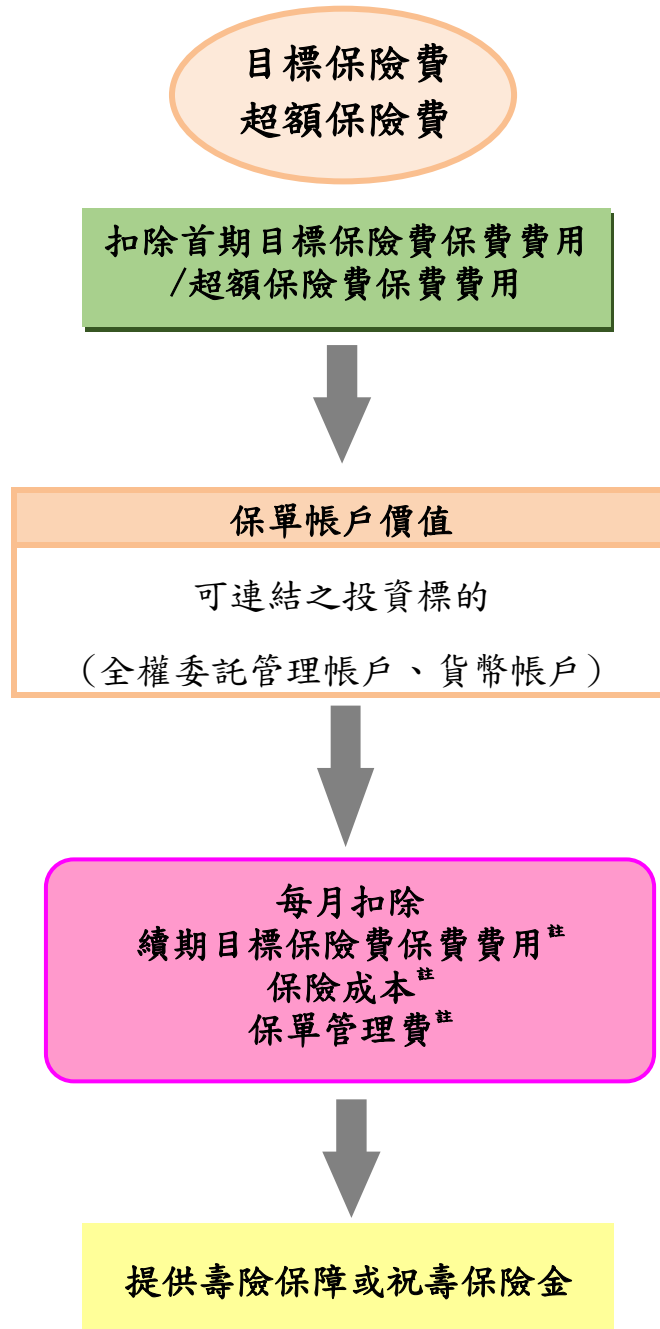 目標保險費
超額保險費
扣除首期目標保險費保費費用
/超額保險費保費費用
保單帳戶價值
可連結之投資標的
(全權委託管理帳戶、貨幣帳戶)
每月扣除
續期目標保險費保費費用註
保險成本註
保單管理費註
提供壽險保障或祝壽保險金